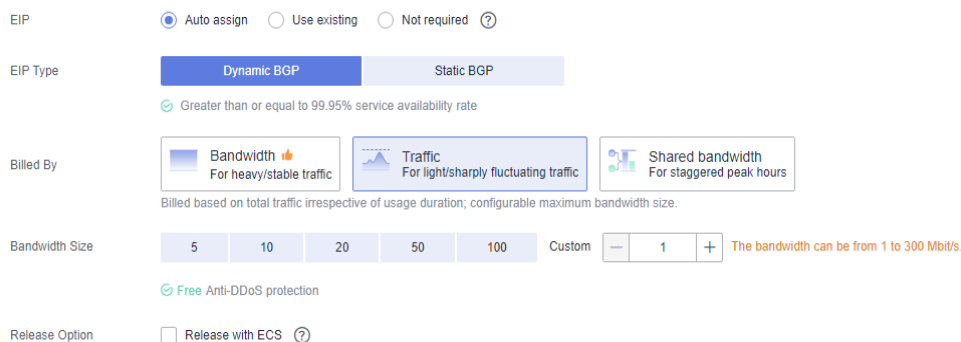 EIP
Auto assign
Use existing
Not required
?
EIP Type
Dynamic BGP
Static BGP
Greater than or equal to 99.95% service availability rate
Billed By
Bandwidth
For heavy/stable traffic
Traffic
For light/sharply fluctuating traffic
Shared bandwidth
For staggered peak hours
Billed based on total traffic irrespective of usage duration; configurable maximum bandwidth size.
Bandwidth Size
5
10
20
50
100
Custom
− 1 +
The bandwidth can be from 1 to 300 Mbit/s.
Free Anti-DDoS protection
Release Option
Release with ECS
?